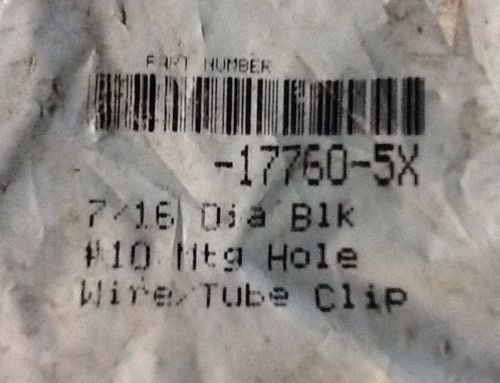 PART NUMBER
-17760-5X
7/16 Dia Blk
#10 Mtg Hole
Wire/Tube Clip